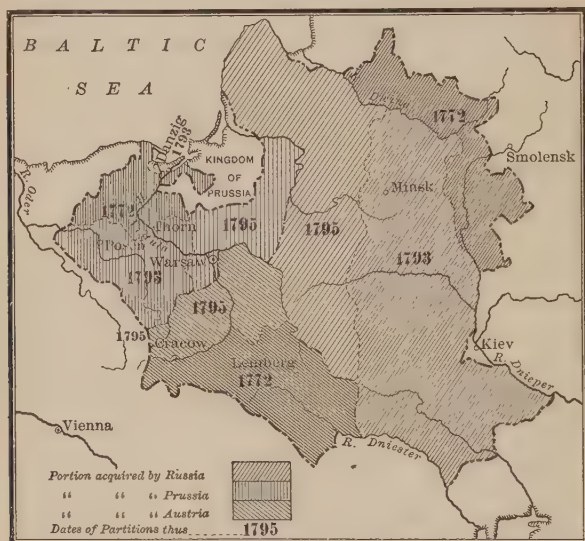 BALTIC
SEA
Danzig
1793
KINGDOM
OF
PRUSSIA
Dwina
1772
Smolensk
R. Oder
1772
Thorn
1795
Minsk
Warsaw
1795
1793
1793
1795
1795
Cracow
Lemberg
1772
Kiev
R. Dnieper
Vienna
R. Dniester
Portion acquired by Russia
" " " Prussia
" " " Austria
Dates of Partitions thus ........ 1795